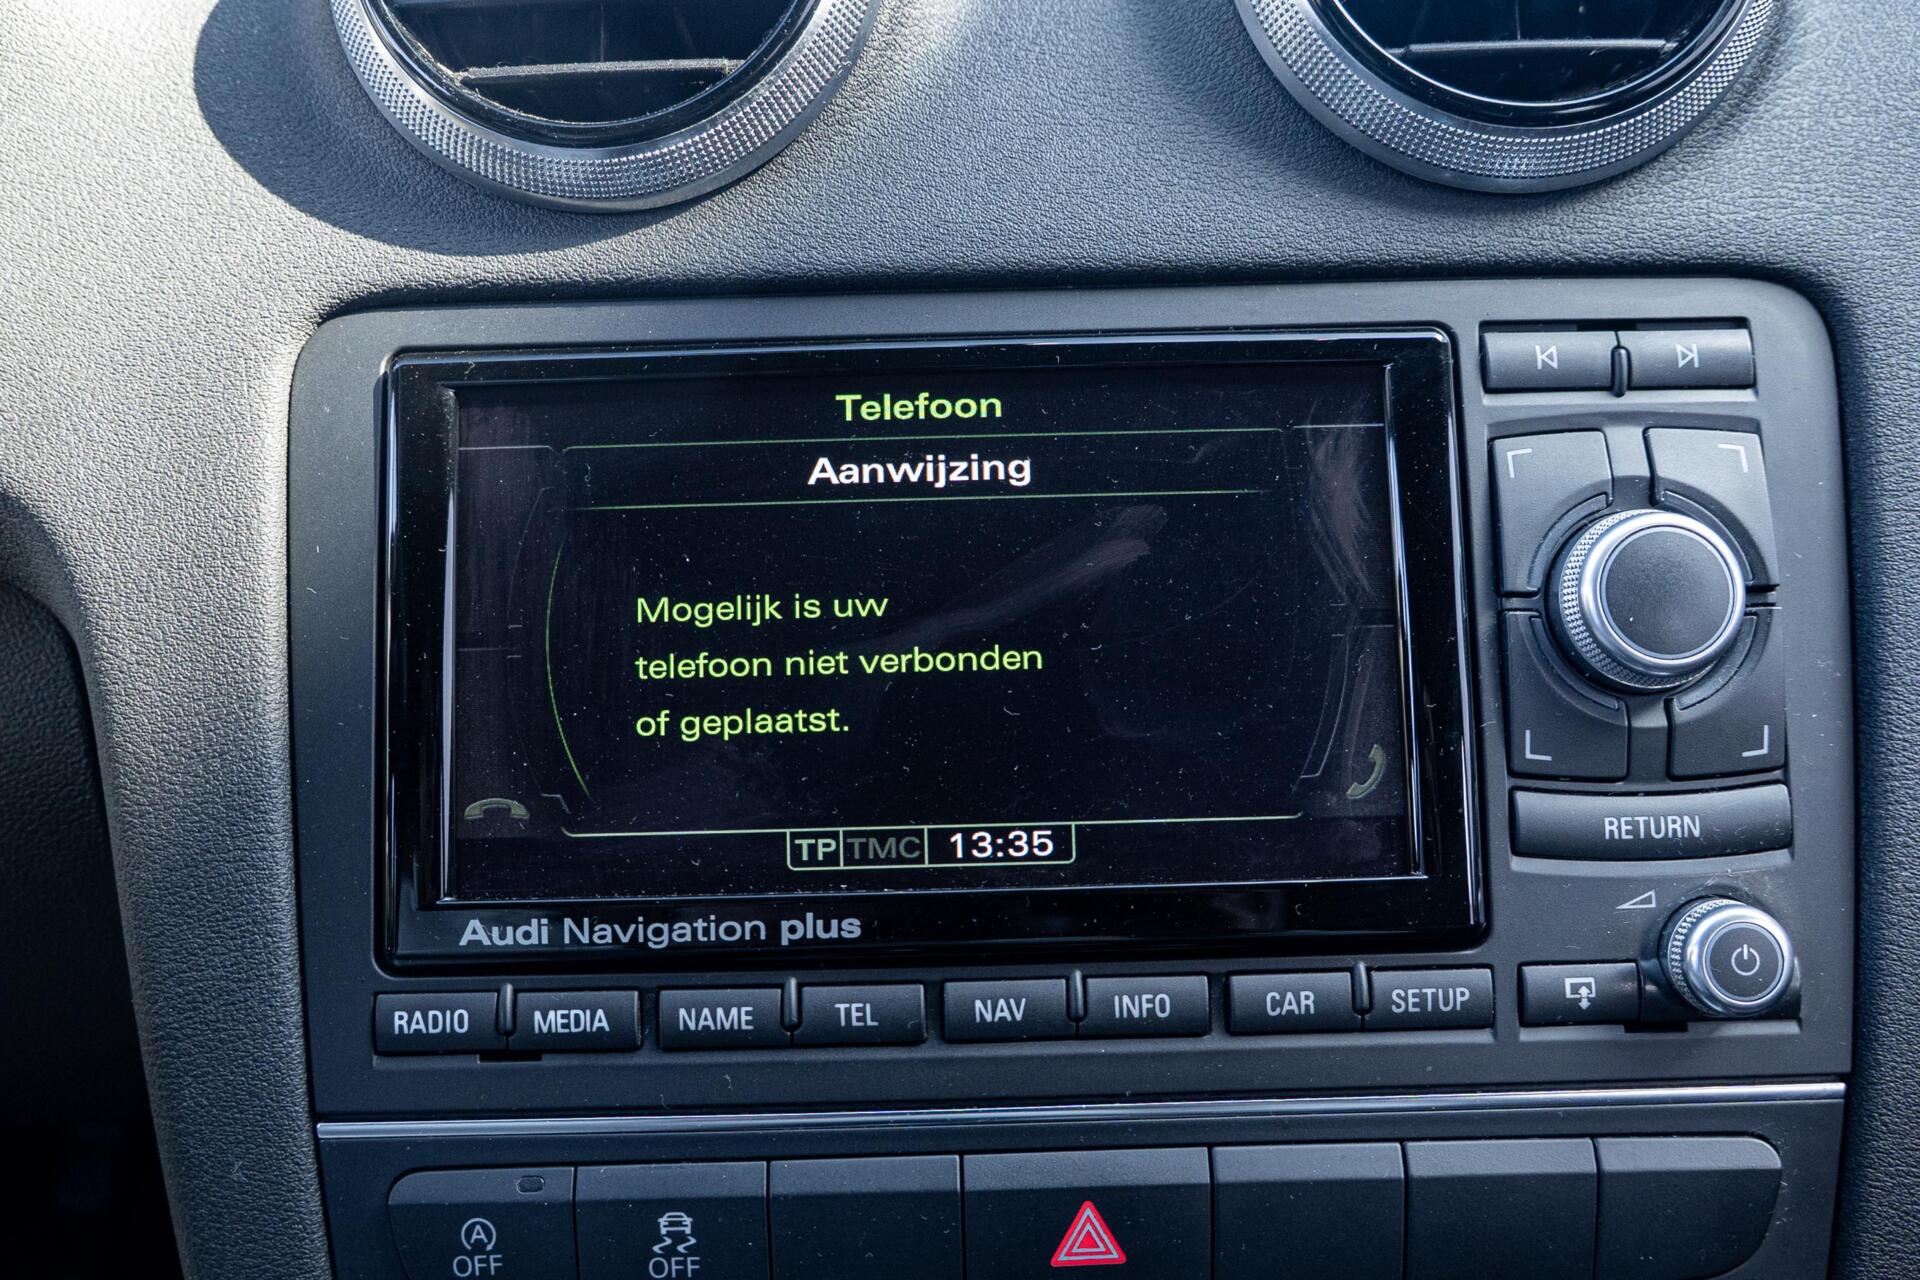 Telefoon
Aanwijzing
Mogelijk is uw
telefoon niet verbonden
of geplaatst.
TP TMC 13:35
Audi Navigation plus
RETURN
RADIO MEDIA NAME TEL NAV INFO CAR SETUP
A
OFF OFF